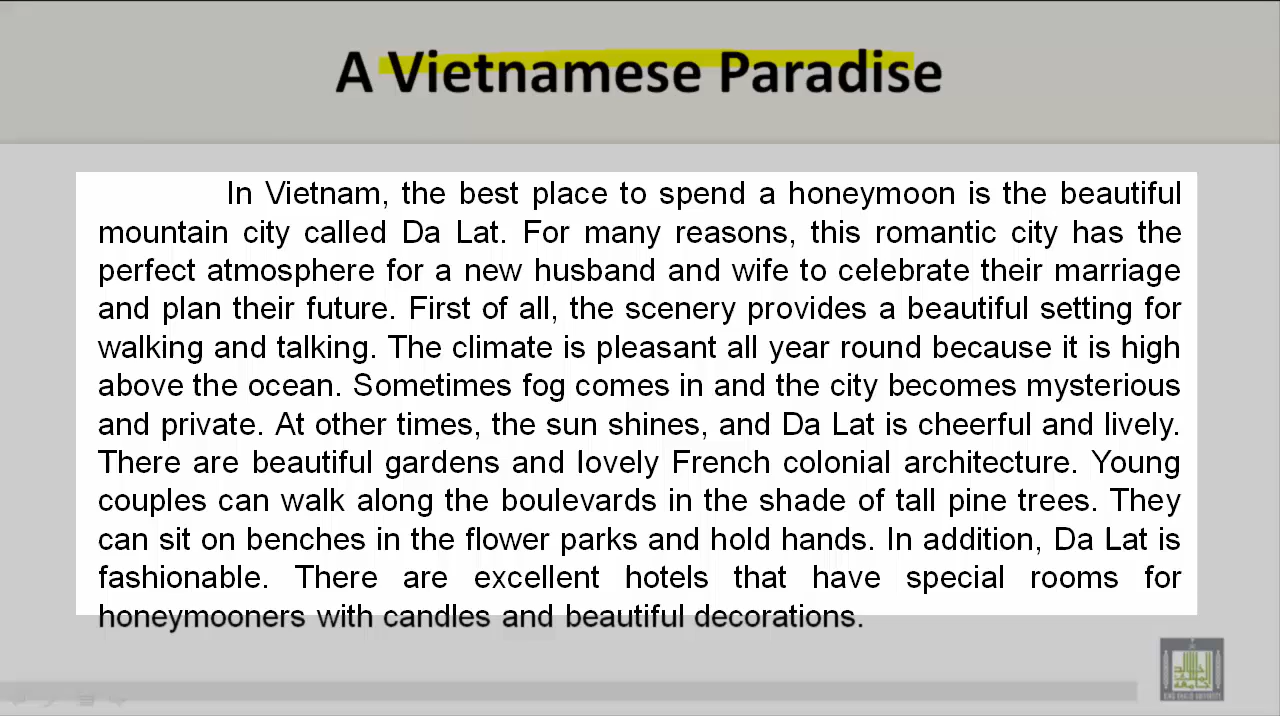 A Vietnamese Paradise
In Vietnam, the best place to spend a honeymoon is the beautiful
mountain city called Da Lat. For many reasons, this romantic city has the
perfect atmosphere for a new husband and wife to celebrate their marriage
and plan their future. First of all, the scenery provides a beautiful setting for
walking and talking. The climate is pleasant all year round because it is high
above the ocean. Sometimes fog comes in and the city becomes mysterious
and private. At other times, the sun shines, and Da Lat is cheerful and lively.
There are beautiful gardens and lovely French colonial architecture. Young
couples can walk along the boulevards in the shade of tall pine trees. They
can sit on benches in the flower parks and hold hands. In addition, Da Lat is
fashionable. There are excellent hotels that have special rooms for
honeymooners with candles and beautiful decorations.